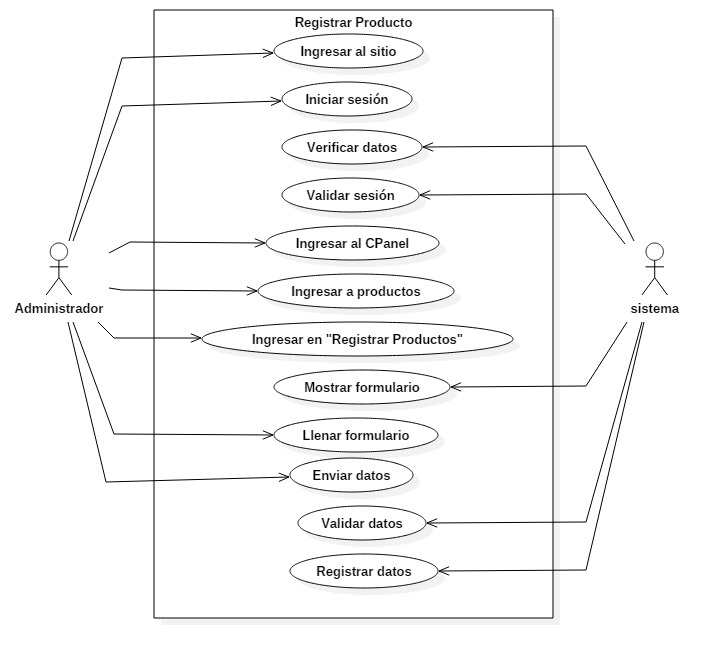 Registrar Producto
Ingresar al sitio
Iniciar sesión
Verificar datos
Validar sesión
Ingresar al CPanel
Ingresar a productos
Administrador
sistema
Ingresar en "Registrar Productos"
Mostrar formulario
Llenar formulario
Enviar datos
Validar datos
Registrar datos